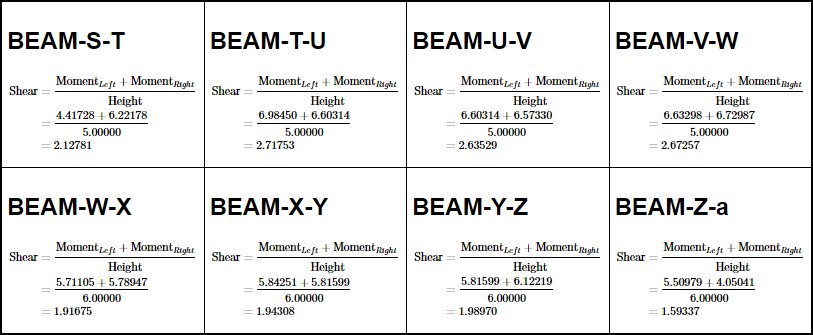 BEAM-S-T
Shear = (Moment_Left + Moment_Right) / Height
= (4.41728 + 6.22178) / 5.00000
= 2.12781
BEAM-T-U
Shear = (Moment_Left + Moment_Right) / Height
= (6.98450 + 6.60314) / 5.00000
= 2.71753
BEAM-U-V
Shear = (Moment_Left + Moment_Right) / Height
= (6.60314 + 6.57330) / 5.00000
= 2.63529
BEAM-V-W
Shear = (Moment_Left + Moment_Right) / Height
= (6.63298 + 6.72987) / 5.00000
= 2.67257
BEAM-W-X
Shear = (Moment_Left + Moment_Right) / Height
= (5.71105 + 5.78947) / 6.00000
= 1.91675
BEAM-X-Y
Shear = (Moment_Left + Moment_Right) / Height
= (5.84251 + 5.81599) / 6.00000
= 1.94308
BEAM-Y-Z
Shear = (Moment_Left + Moment_Right) / Height
= (5.81599 + 6.12219) / 6.00000
= 1.98970
BEAM-Z-a
Shear = (Moment_Left + Moment_Right) / Height
= (5.50979 + 4.05041) / 6.00000
= 1.59337